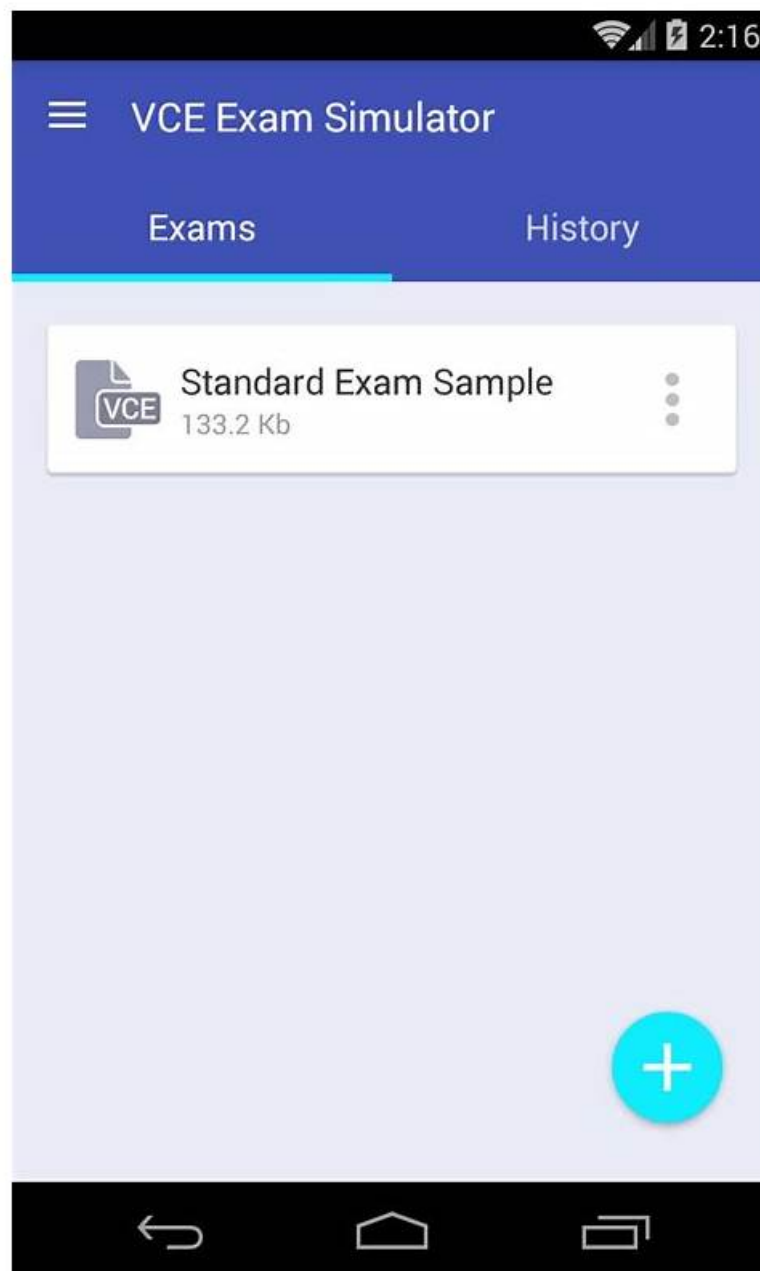 2:16
VCE Exam Simulator
Exams History
VCE
Standard Exam Sample
133.2 Kb